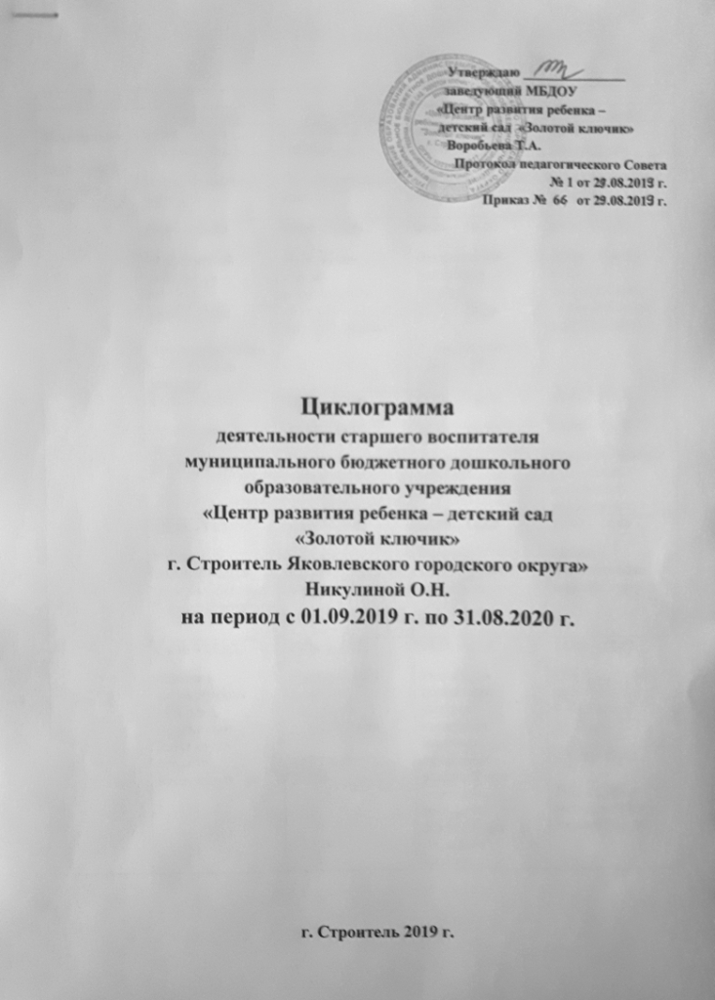 Утверждаю
заведующий МБДОУ
«Центр развития ребенка –
детский сад «Золотой ключик»
Воробьева Т.А.
Протокол педагогического Совета
№ 1 от 29.08.2019 г.
Приказ № 66 от 29.08.2019 г.
Циклограмма
деятельности старшего воспитателя
муниципального бюджетного дошкольного
образовательного учреждения
«Центр развития ребенка – детский сад
«Золотой ключик»
г. Строитель Яковлевского городского округа»
Никулиной О.Н.
на период с 01.09.2019 г. по 31.08.2020 г.
г. Строитель 2019 г.